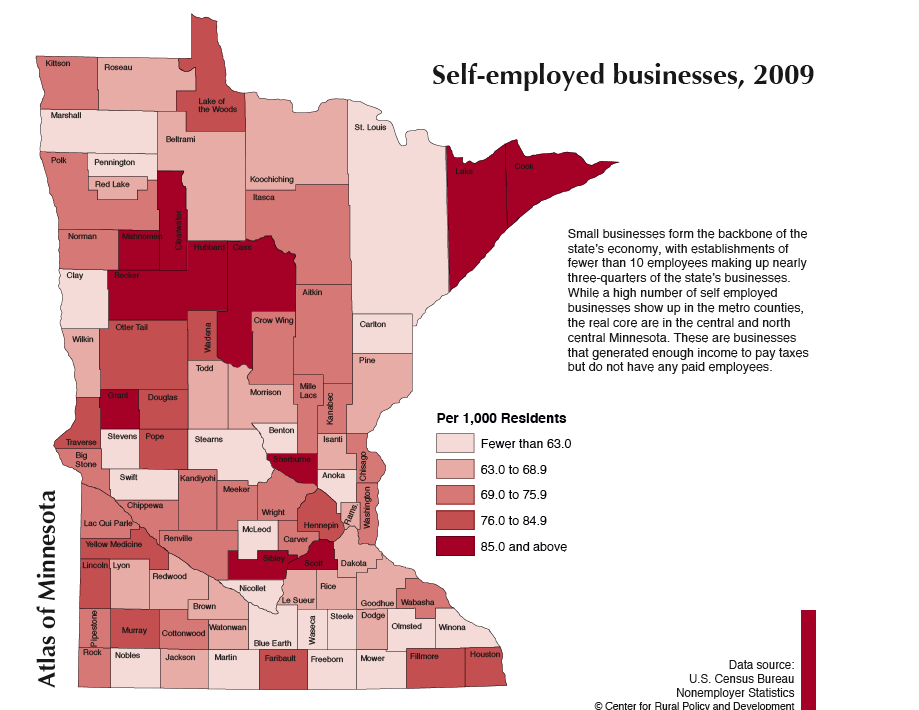 Self-employed businesses, 2009
Kittson
Roseau
Lake of
the Woods
Marshall
St. Louis
Beltrami
Polk
Pennington
Red Lake
Koochiching
Itasca
Lake
Cook
Norman
Mahnomen
Clearwater
Hubbard
Cass
Clay
Becker
Aitkin
Otter Tail
Wadena
Crow Wing
Carlton
Wilkin
Todd
Pine
Morrison
Mille
Lacs
Kanabec
Grant
Douglas
Traverse
Stevens
Pope
Stearns
Benton
Isanti
Chisago
Big
Stone
Swift
Kandiyohi
Sherburne
Anoka
Meeker
Chippewa
Wright
Hennepin
Rams.
Washington
Lac Qui Parle
McLeod
Carver
Yellow Medicine
Renville
Sibley
Scott
Dakota
Lincoln
Lyon
Redwood
Nicollet
Le Sueur
Rice
Goodhue
Wabasha
Brown
Pipestone
Murray
Cottonwood
Watonwan
Blue Earth
Waseca
Steele
Dodge
Olmsted
Winona
Rock
Nobles
Jackson
Martin
Faribault
Freeborn
Mower
Fillmore
Houston
Small businesses form the backbone of the
state's economy, with establishments of
fewer than 10 employees making up nearly
three-quarters of the state's businesses.
While a high number of self employed
businesses show up in the metro counties,
the real core are in the central and north
central Minnesota. These are businesses
that generated enough income to pay taxes
but do not have any paid employees.
Per 1,000 Residents
Fewer than 63.0
63.0 to 68.9
69.0 to 75.9
76.0 to 84.9
85.0 and above
Atlas of Minnesota
Data source:
U.S. Census Bureau
Nonemployer Statistics
© Center for Rural Policy and Development